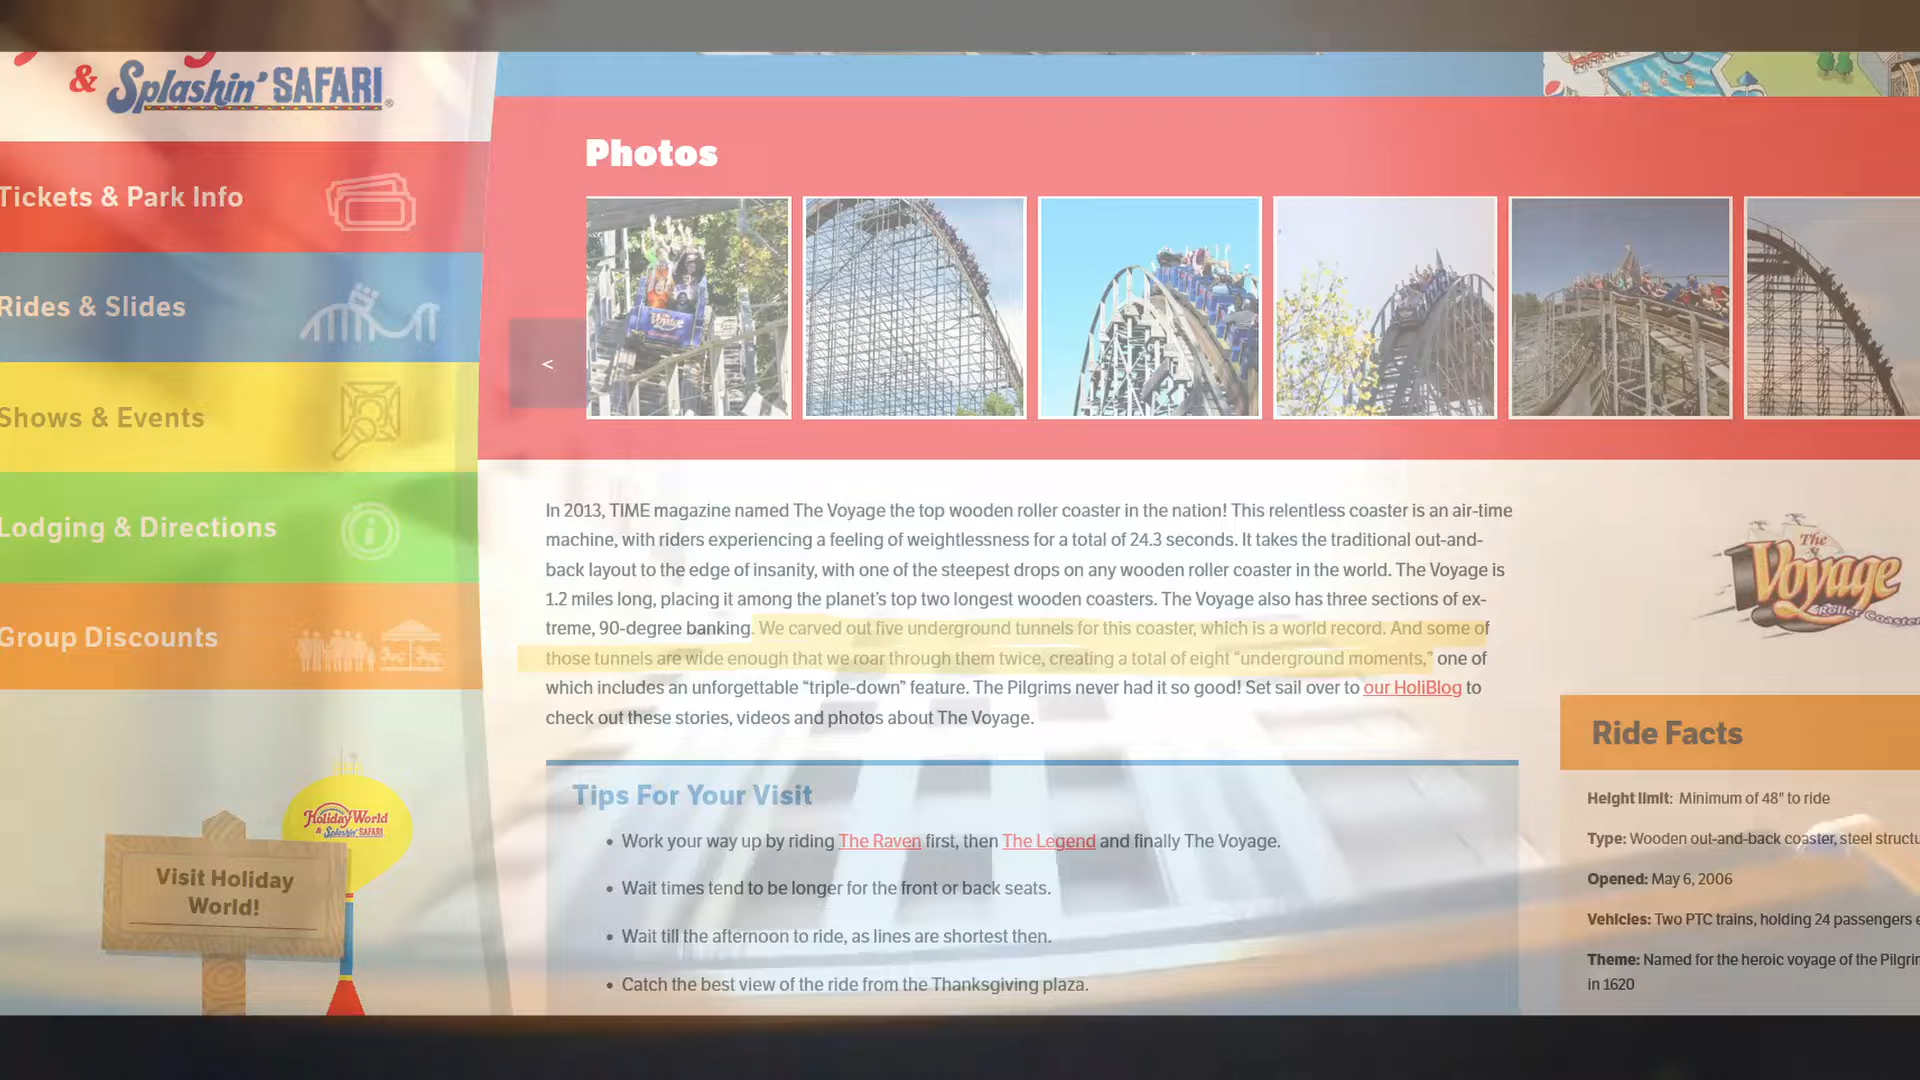 & Splashin' SAFARI®
Tickets & Park Info
Rides & Slides
Shows & Events
Lodging & Directions
Group Discounts
Holiday World
& Splashin' SAFARI
Visit Holiday
World!
Photos
The Voyage
<
In 2013, TIME magazine named The Voyage the top wooden roller coaster in the nation! This relentless coaster is an air-time
machine, with riders experiencing a feeling of weightlessness for a total of 24.3 seconds. It takes the traditional out-and-
back layout to the edge of insanity, with one of the steepest drops on any wooden roller coaster in the world. The Voyage is
1.2 miles long, placing it among the planet's top two longest wooden coasters. The Voyage also has three sections of ex-
treme, 90-degree banking. We carved out five underground tunnels for this coaster, which is a world record. And some of
those tunnels are wide enough that we roar through them twice, creating a total of eight “underground moments,” one of
which includes an unforgettable “triple-down” feature. The Pilgrims never had it so good! Set sail over to our HoliBlog to
check out these stories, videos and photos about The Voyage.
Tips For Your Visit
• Work your way up by riding The Raven first, then The Legend and finally The Voyage.
• Wait times tend to be longer for the front or back seats.
• Wait till the afternoon to ride, as lines are shortest then.
• Catch the best view of the ride from the Thanksgiving plaza.
The
Voyage
Roller Coaster
Ride Facts
Height limit: Minimum of 48" to ride
Type: Wooden out-and-back coaster, steel structu
Opened: May 6, 2006
Vehicles: Two PTC trains, holding 24 passengers e
Theme: Named for the heroic voyage of the Pilgrim
in 1620